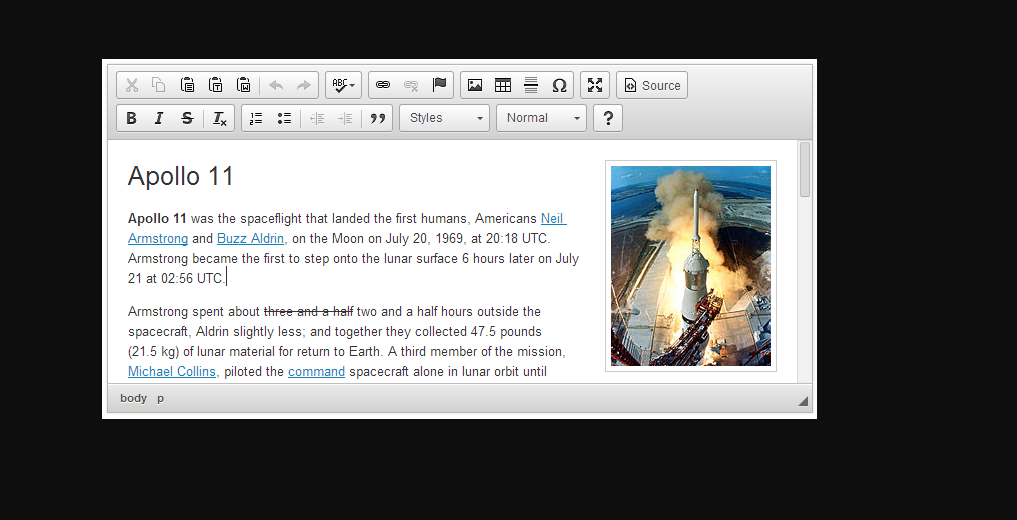 ABC
Source
B I S Tx
Styles
Normal
?
Apollo 11
Apollo 11 was the spaceflight that landed the first humans, Americans Neil
Armstrong and Buzz Aldrin, on the Moon on July 20, 1969, at 20:18 UTC.
Armstrong became the first to step onto the lunar surface 6 hours later on July
21 at 02:56 UTC.
Armstrong spent about three and a half two and a half hours outside the
spacecraft, Aldrin slightly less; and together they collected 47.5 pounds
(21.5 kg) of lunar material for return to Earth. A third member of the mission,
Michael Collins, piloted the command spacecraft alone in lunar orbit until
body p